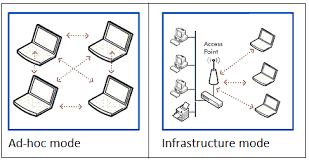 Access
Point
Ad-hoc mode
Infrastructure mode